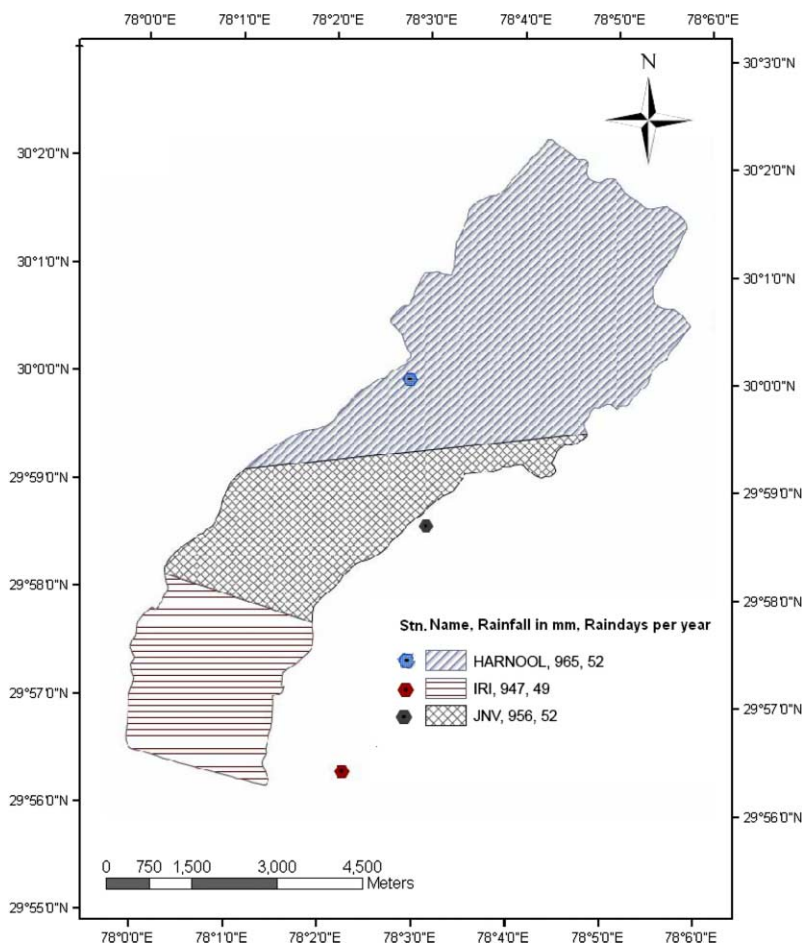 78°0'0"E 78°1'0"E 78°2'0"E 78°3'0"E 78°4'0"E 78°5'0"E 78°6'0"E
N
30°3'0"N
30°2'0"N
30°2'0"N
30°1'0"N
30°1'0"N
30°0'0"N
30°0'0"N
29°59'0"N
29°59'0"N
29°58'0"N
29°58'0"N
Stn. Name, Rainfall in mm, Raindays per year
HARNOOL, 965, 52
IRI, 947, 49
JNV, 956, 52
29°57'0"N
29°57'0"N
29°56'0"N
29°56'0"N
0 750 1,500 3,000 4,500
Meters
29°55'0"N
78°0'0"E 78°1'0"E 78°2'0"E 78°3'0"E 78°4'0"E 78°5'0"E 78°6'0"E